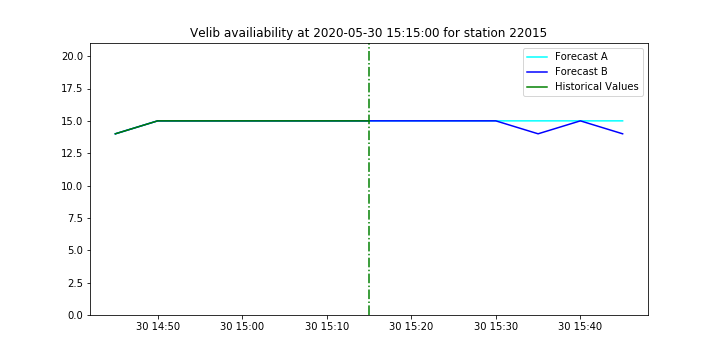 Velib availiability at 2020-05-30 15:15:00 for station 22015
20.0
17.5
15.0
12.5
10.0
7.5
5.0
2.5
0.0
Forecast A
Forecast B
Historical Values
30 14:50 30 15:00 30 15:10 30 15:20 30 15:30 30 15:40